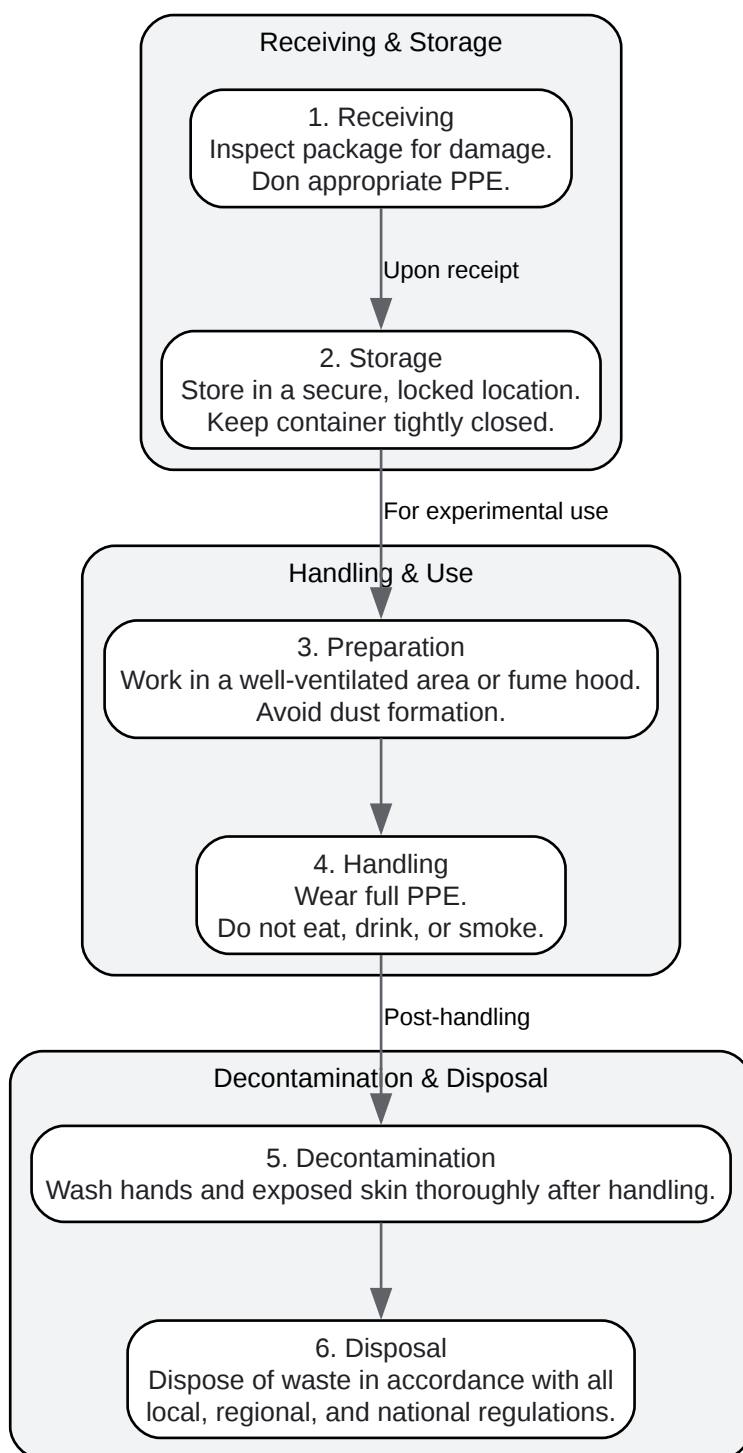 Receiving & Storage
1. Receiving
Inspect package for damage.
Don appropriate PPE.
Upon receipt
2. Storage
Store in a secure, locked location.
Keep container tightly closed.
For experimental use
Handling & Use
3. Preparation
Work in a well-ventilated area or fume hood.
Avoid dust formation.
4. Handling
Wear full PPE.
Do not eat, drink, or smoke.
Post-handling
Decontamination & Disposal
5. Decontamination
Wash hands and exposed skin thoroughly after handling.
6. Disposal
Dispose of waste in accordance with all
local, regional, and national regulations.